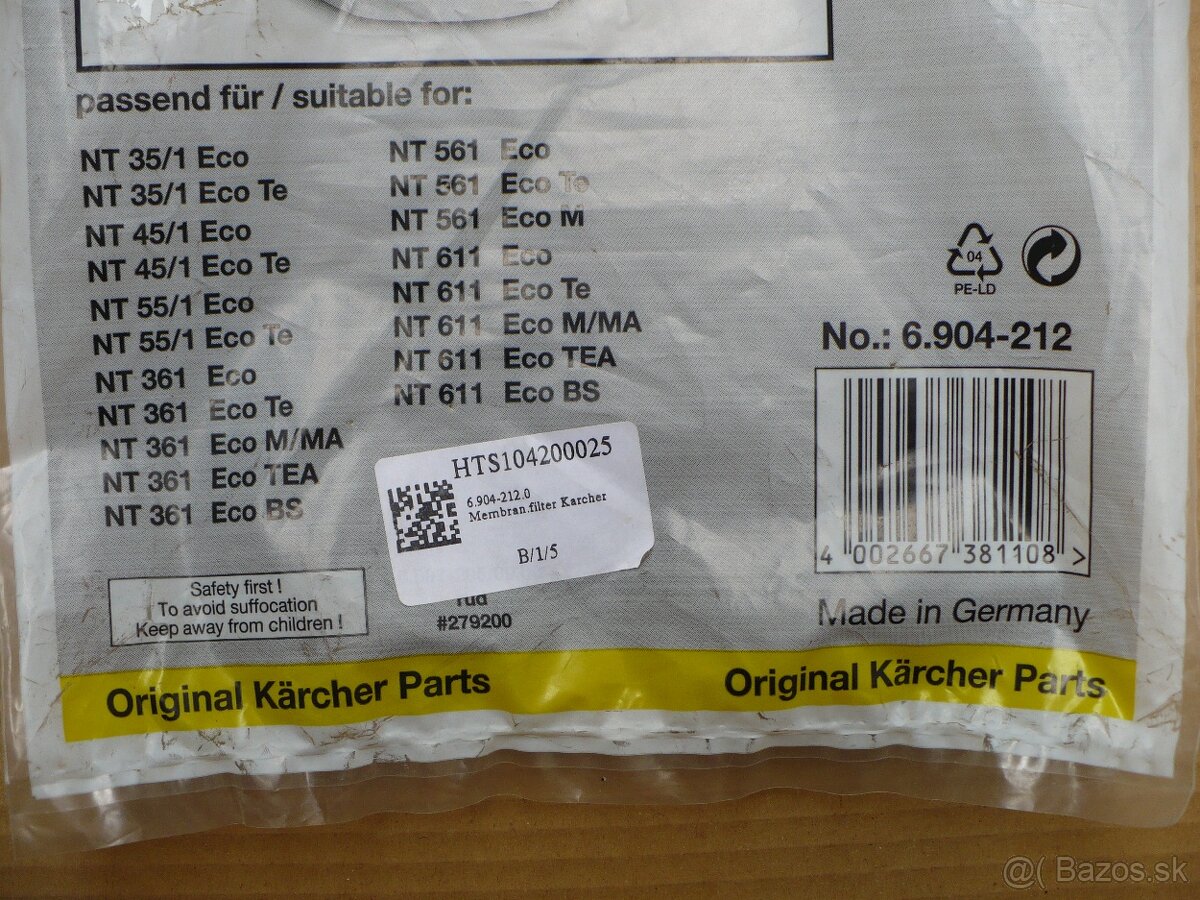 passend für / suitable for:
NT 35/1 Eco
NT 35/1 Eco Te
NT 45/1 Eco
NT 45/1 Eco Te
NT 55/1 Eco
NT 55/1 Eco Te
NT 361 Eco
NT 361 Eco Te
NT 361 Eco M/MA
NT 361 Eco TEA
NT 361 Eco BS
NT 561 Eco
NT 561 Eco Te
NT 561 Eco M
NT 611 Eco
NT 611 Eco Te
NT 611 Eco M/MA
NT 611 Eco TEA
NT 611 Eco BS
04
PE-LD
No.: 6.904-212
4 002667 381108 >
Made in Germany
HTS104200025
6.904-212.0
Membran.filter Karcher
B/1/5
#279200
Safety first !
To avoid suffocation
Keep away from children !
Original Kärcher Parts
Original Kärcher Parts
@( Bazos.sk